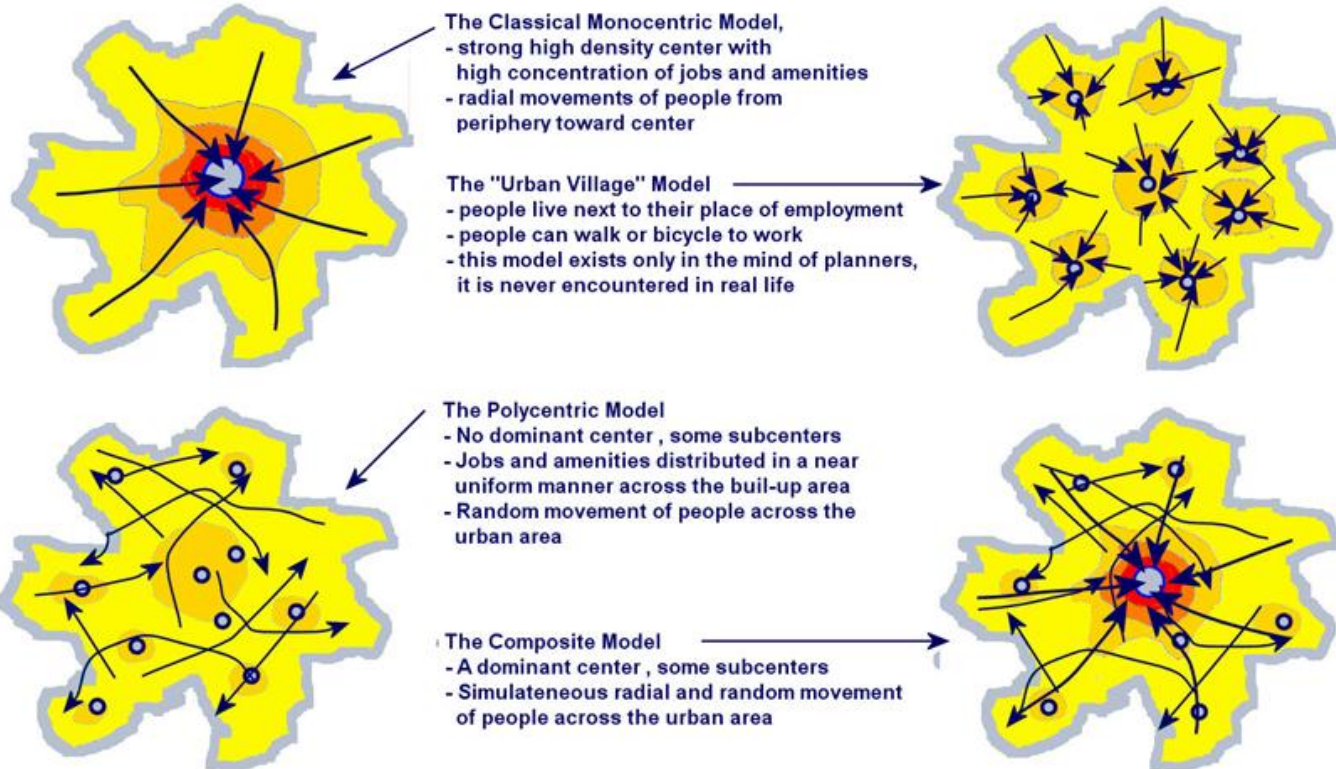 The Classical Monocentric Model,
- strong high density center with
high concentration of jobs and amenities
- radial movements of people from
periphery toward center
The "Urban Village" Model
- people live next to their place of employment
- people can walk or bicycle to work
- this model exists only in the mind of planners,
it is never encountered in real life
The Polycentric Model
- No dominant center , some subcenters
- Jobs and amenities distributed in a near
uniform manner across the buil-up area
- Random movement of people across the
urban area
The Composite Model
- A dominant center , some subcenters
- Simulateneous radial and random movement
of people across the urban area